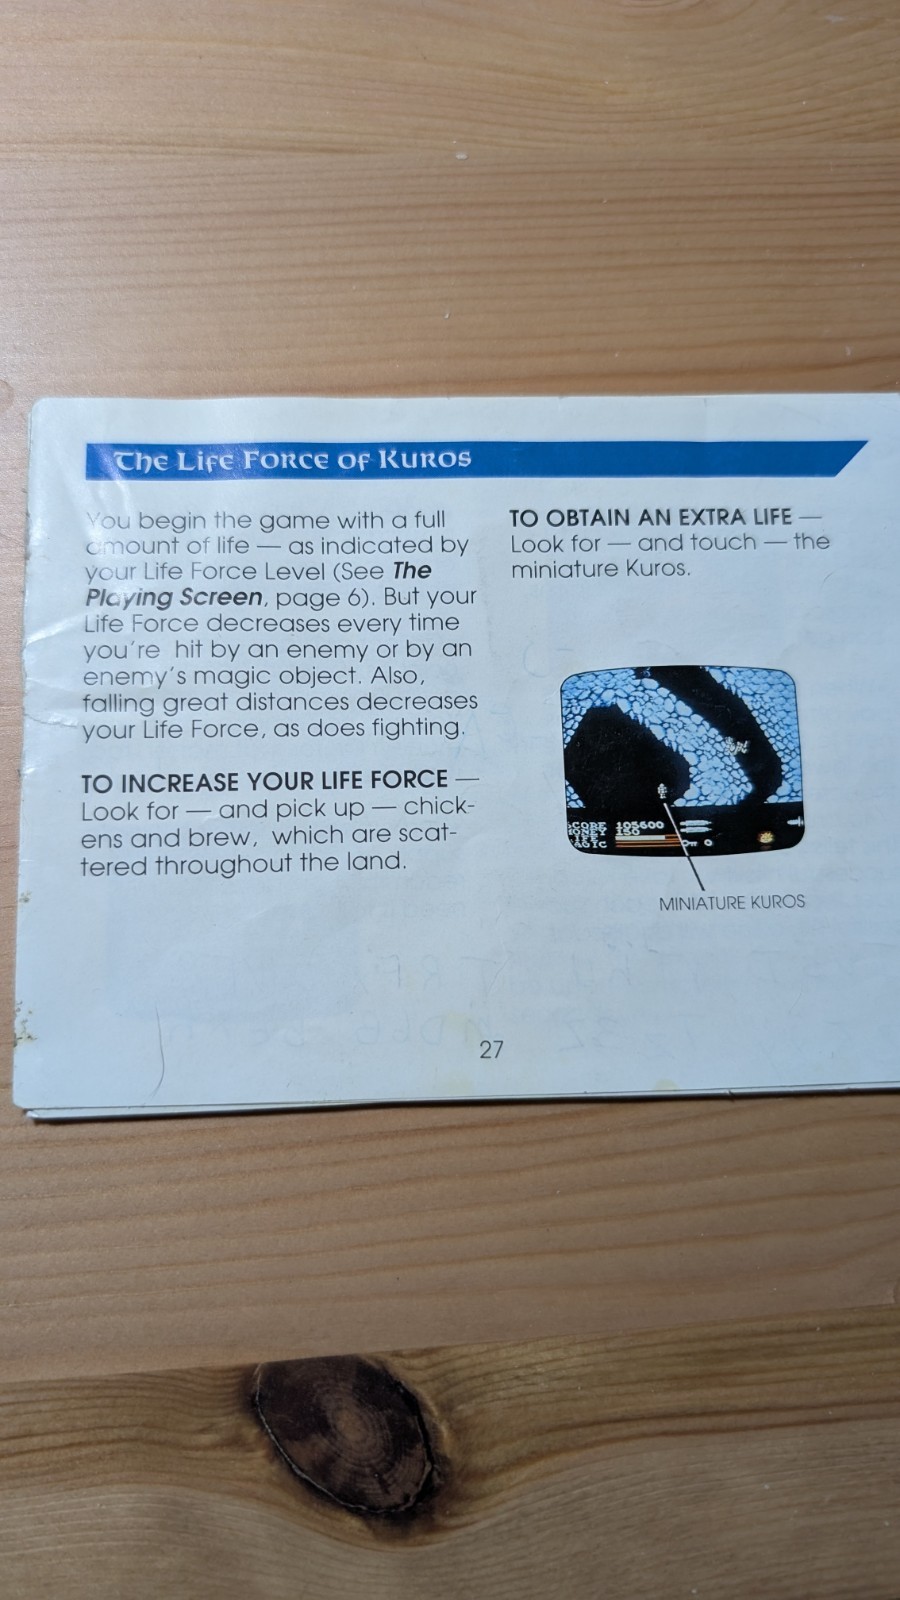 The Life Force of Kuros
You begin the game with a full
amount of life — as indicated by
your Life Force Level (See The
Playing Screen, page 6). But your
Life Force decreases every time
you're hit by an enemy or by an
enemy's magic object. Also,
falling great distances decreases
your Life Force, as does fighting.
TO INCREASE YOUR LIFE FORCE —
Look for — and pick up — chick-
ens and brew, which are scat-
tered throughout the land.
TO OBTAIN AN EXTRA LIFE —
Look for — and touch — the
miniature Kuros.
SCORE 105600
MONEY 150
LIFE
MAGIC
MINIATURE KUROS
27